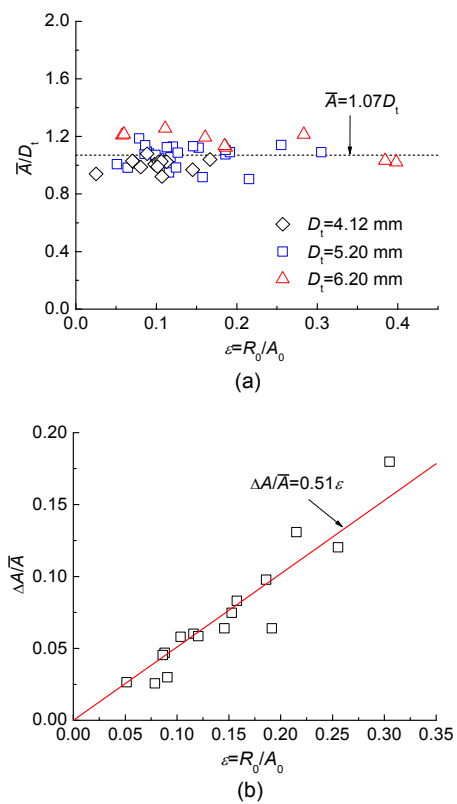 2.0
1.6
1.2
0.8
0.4
0.0
A̅/Dt
A̅=1.07Dt
Dt=4.12 mm
Dt=5.20 mm
Dt=6.20 mm
0.0 0.1 0.2 0.3 0.4
ε=R0/A0
(a)
0.20
0.15
0.10
0.05
0.00
ΔA/A̅
ΔA/A̅=0.51ε
0.00 0.05 0.10 0.15 0.20 0.25 0.30 0.35
ε=R0/A0
(b)